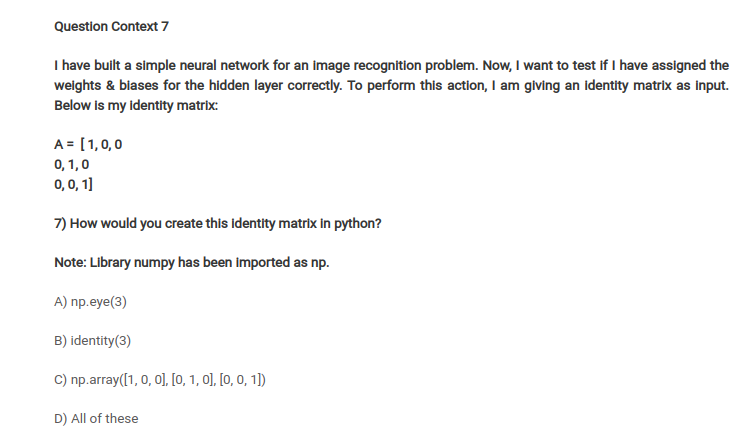 Question Context 7
I have built a simple neural network for an image recognition problem. Now, I want to test if I have assigned the
weights & biases for the hidden layer correctly. To perform this action, I am giving an identity matrix as input.
Below is my identity matrix:
A = [ 1, 0, 0
0, 1, 0
0, 0, 1]
7) How would you create this identity matrix in python?
Note: Library numpy has been imported as np.
A) np.eye(3)
B) identity(3)
C) np.array([1, 0, 0], [0, 1, 0], [0, 0, 1])
D) All of these